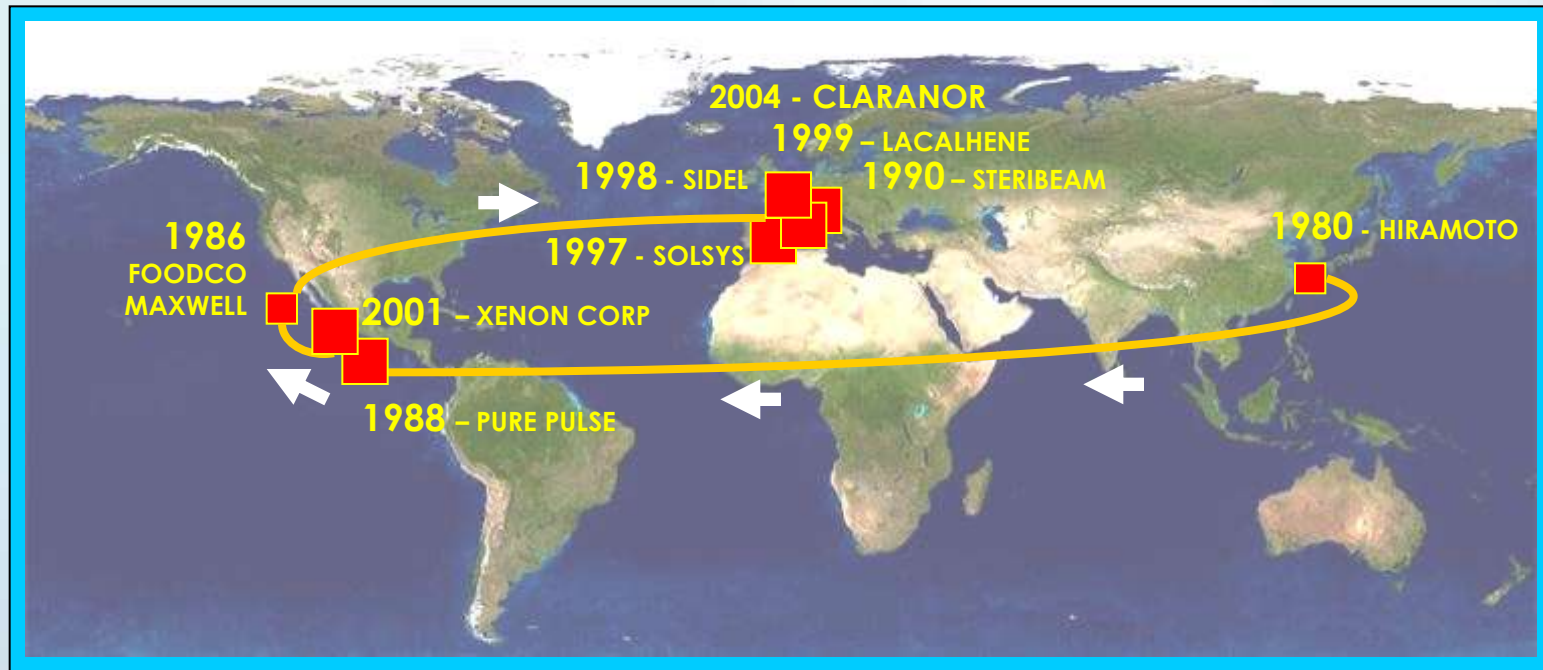 2004 - CLARANOR
1999 – LACALHENE
1998 - SIDEL
1990 – STERIBEAM
1986
FOODCO
MAXWELL
1997 - SOLSYS
1980 - HIRAMOTO
2001 – XENON CORP
1988 – PURE PULSE